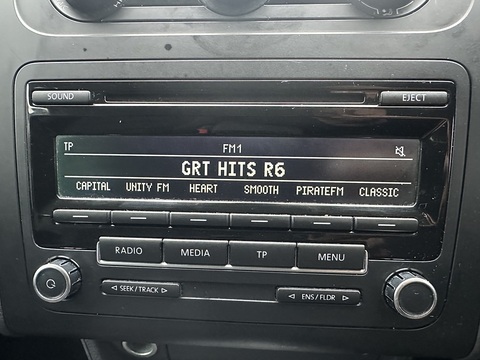 SOUND
EJECT
TP FM1
GRT HITS R6
CAPITAL UNITY FM HEART SMOOTH PIRATEFM CLASSIC
RADIO MEDIA TP MENU
SEEK/TRACK
ENS/FLDR